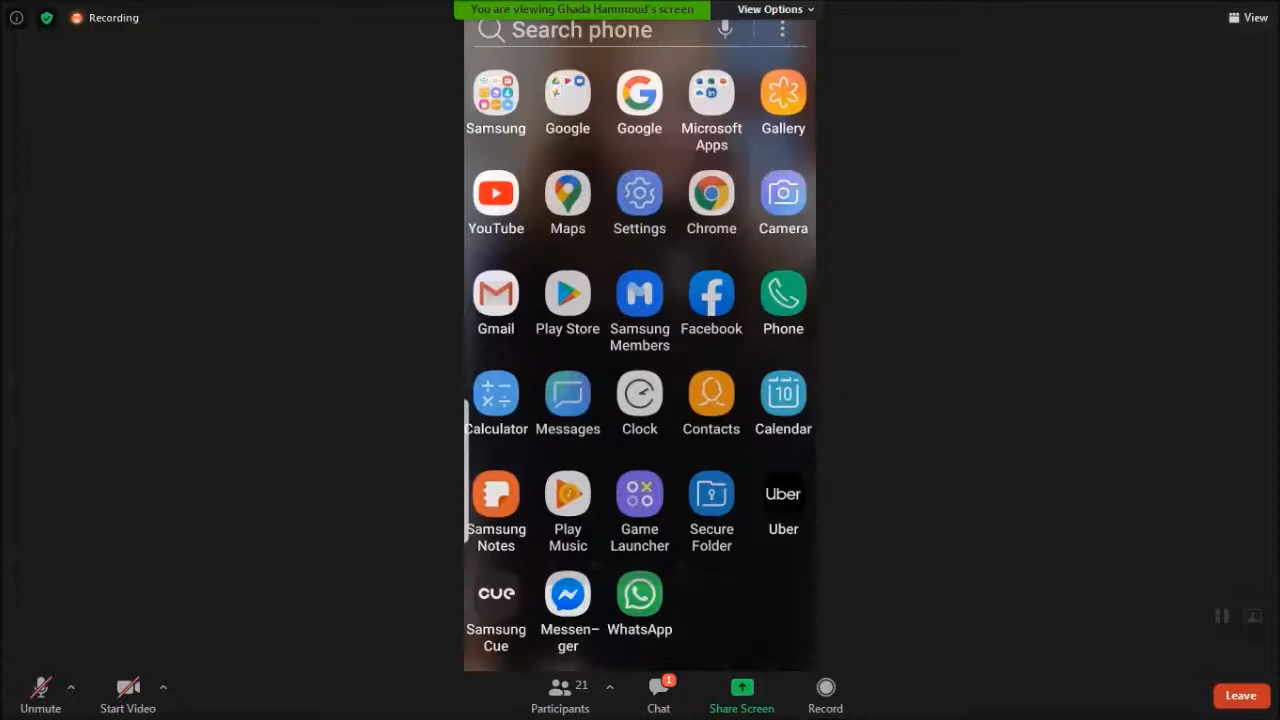 Recording
You are viewing Ghada Hammoud's screen
View Options
View
Search phone
Samsung
Google
Google
Microsoft Apps
Gallery
YouTube
Maps
Settings
Chrome
Camera
Gmail
Play Store
Samsung Members
Facebook
Phone
10
Calculator
Messages
Clock
Contacts
Calendar
Uber
Samsung Notes
Play Music
Game Launcher
Secure Folder
Uber
cue
Samsung Cue
Messen-
ger
WhatsApp
Unmute
Start Video
21
Participants
1
Chat
Share Screen
Record
Leave